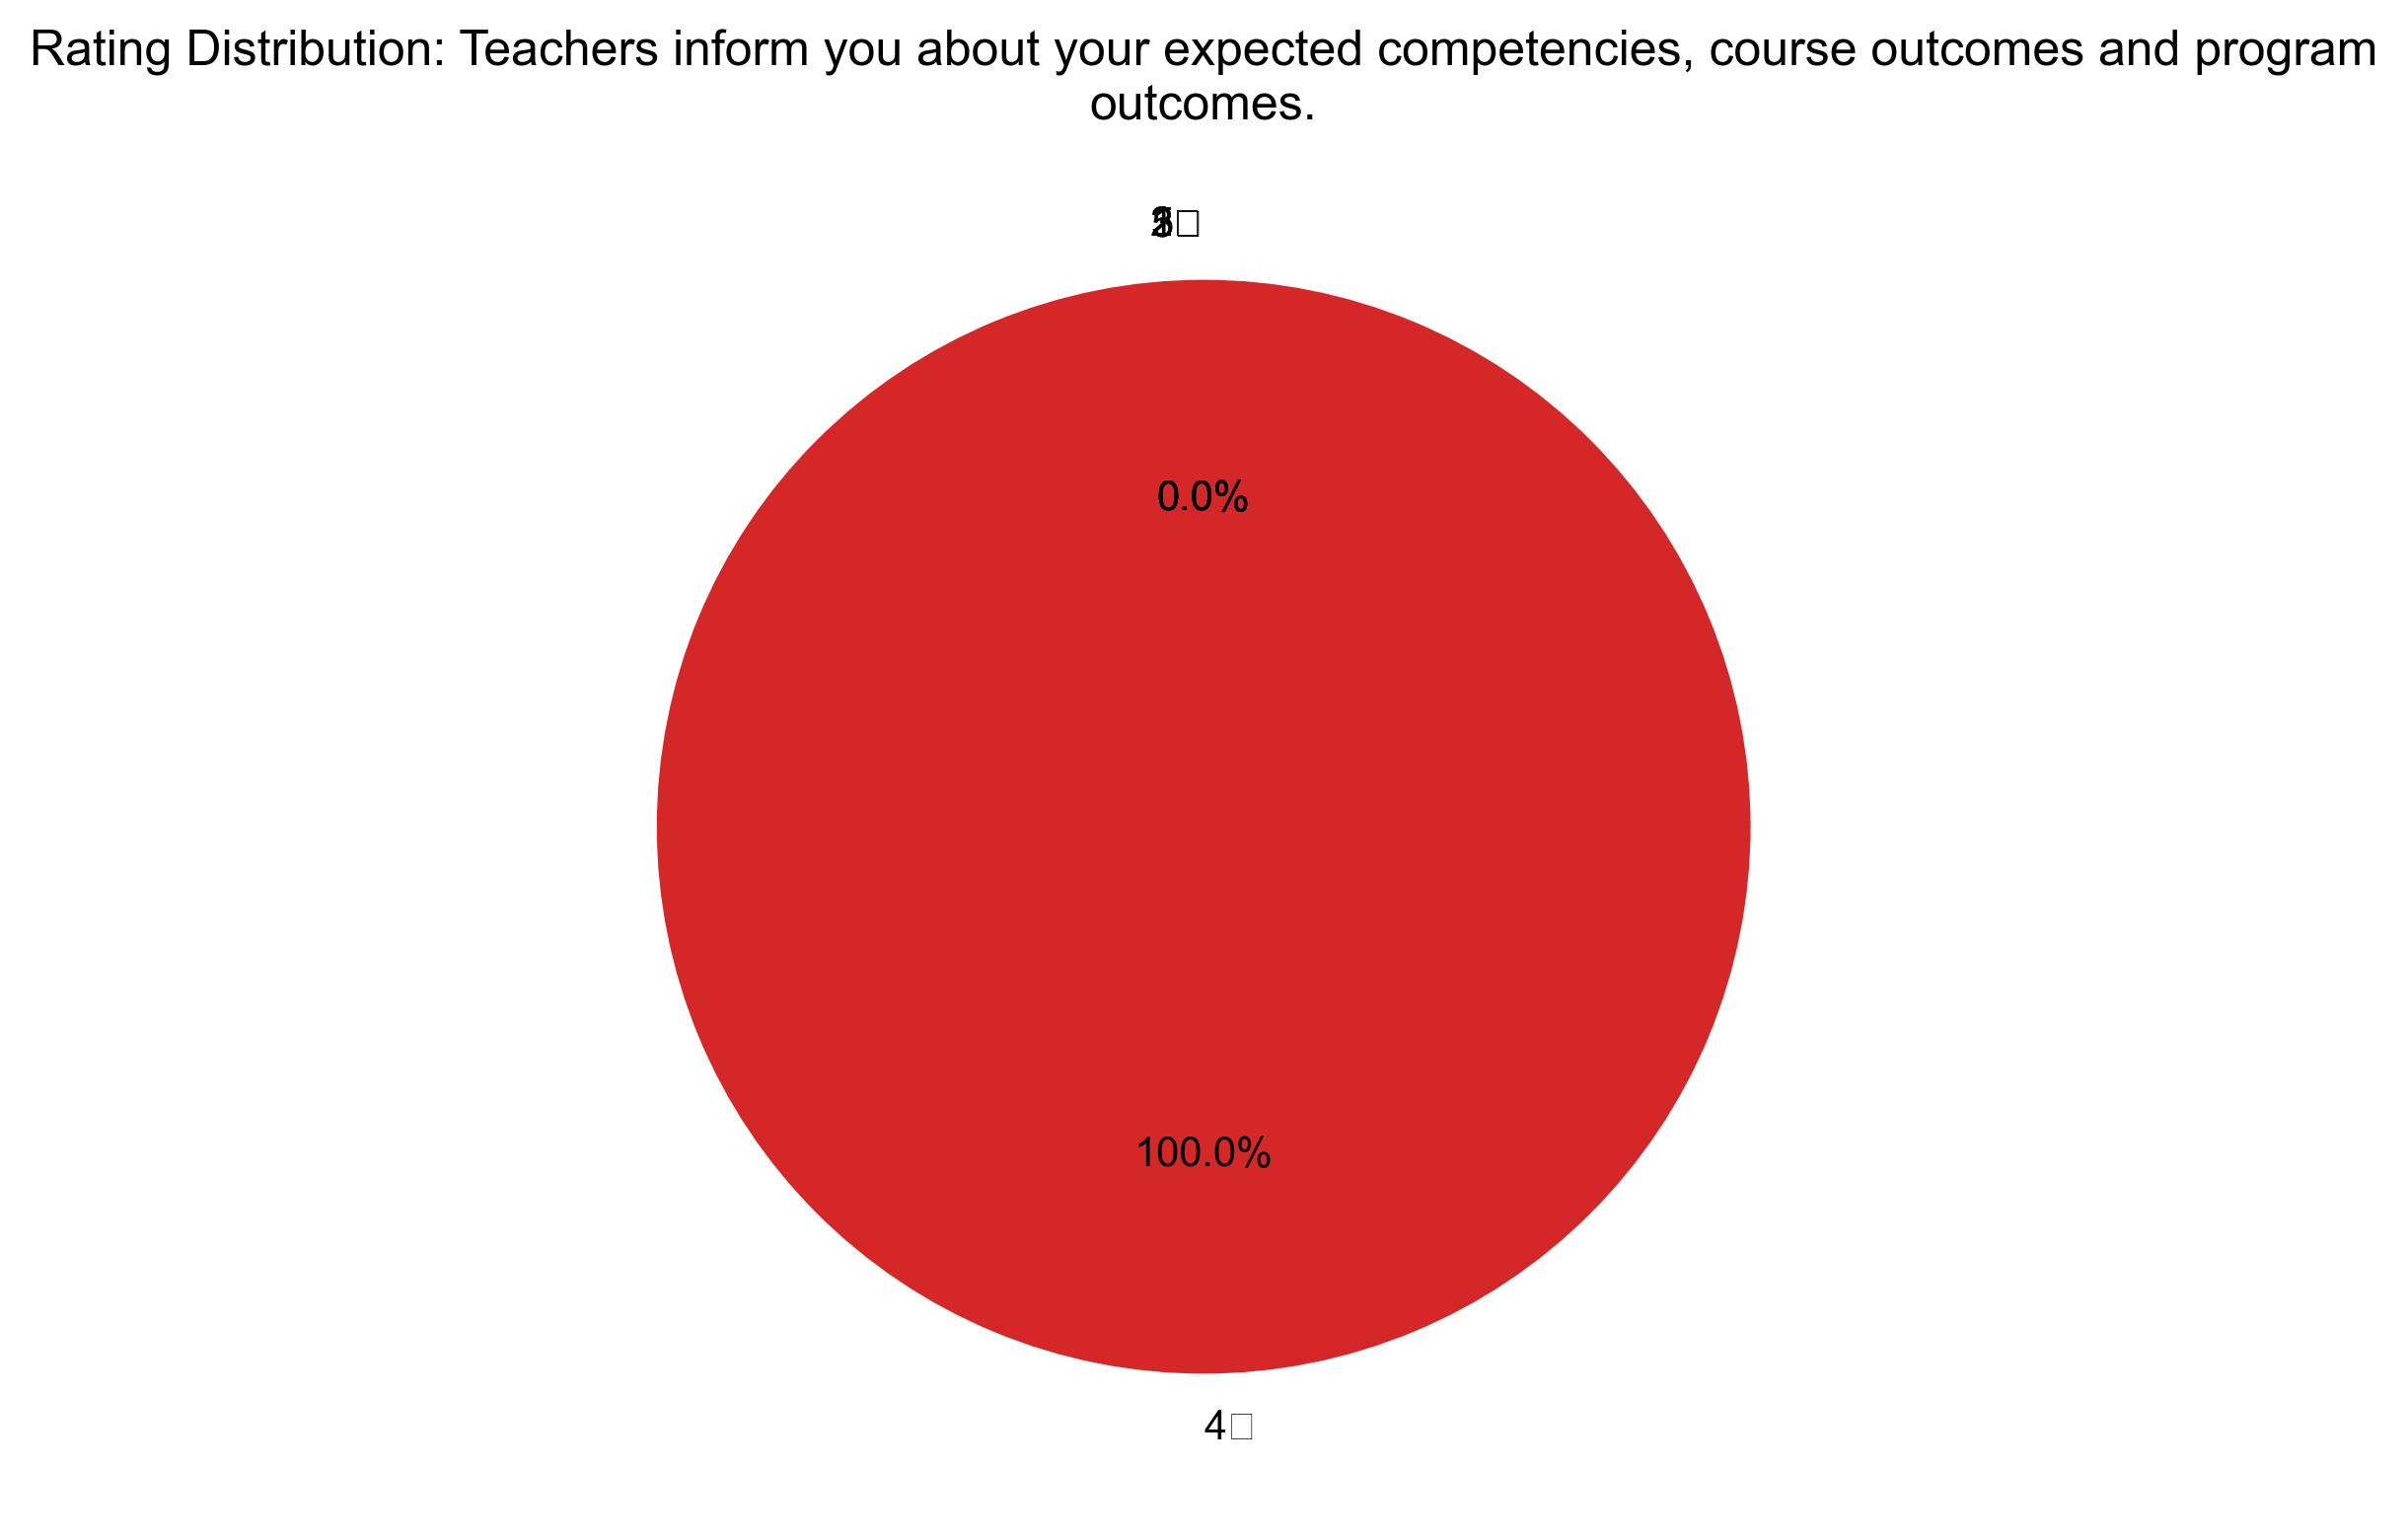 Rating Distribution: Teachers inform you about your expected competencies, course outcomes and program
outcomes.
0.0%
100.0%
4□